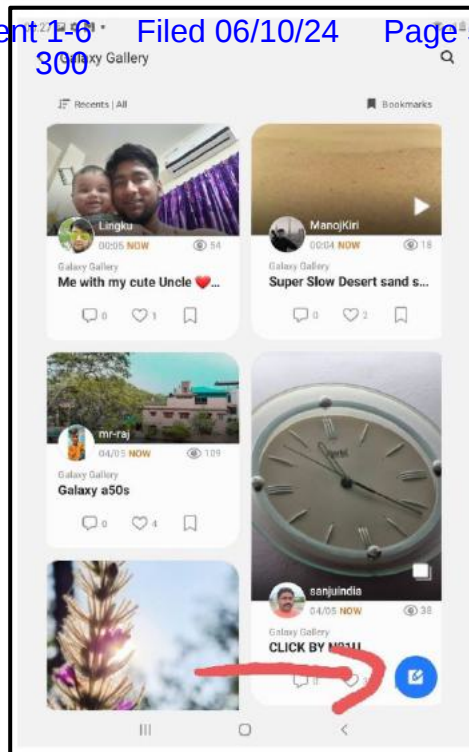 ent 1-6 Filed 06/10/24 Page
300
Galaxy Gallery
Recents | All
Bookmarks
Lingku
00:05 NOW 54
Galaxy Gallery
Me with my cute Uncle ❤️...
0 1
ManojKiri
00:04 NOW 18
Galaxy Gallery
Super Slow Desert sand s...
0 2
mr-raj
04/05 NOW 109
Galaxy Gallery
Galaxy a50s
0 4
sanjuindia
04/05 NOW 38
Galaxy Gallery
CLICK BY